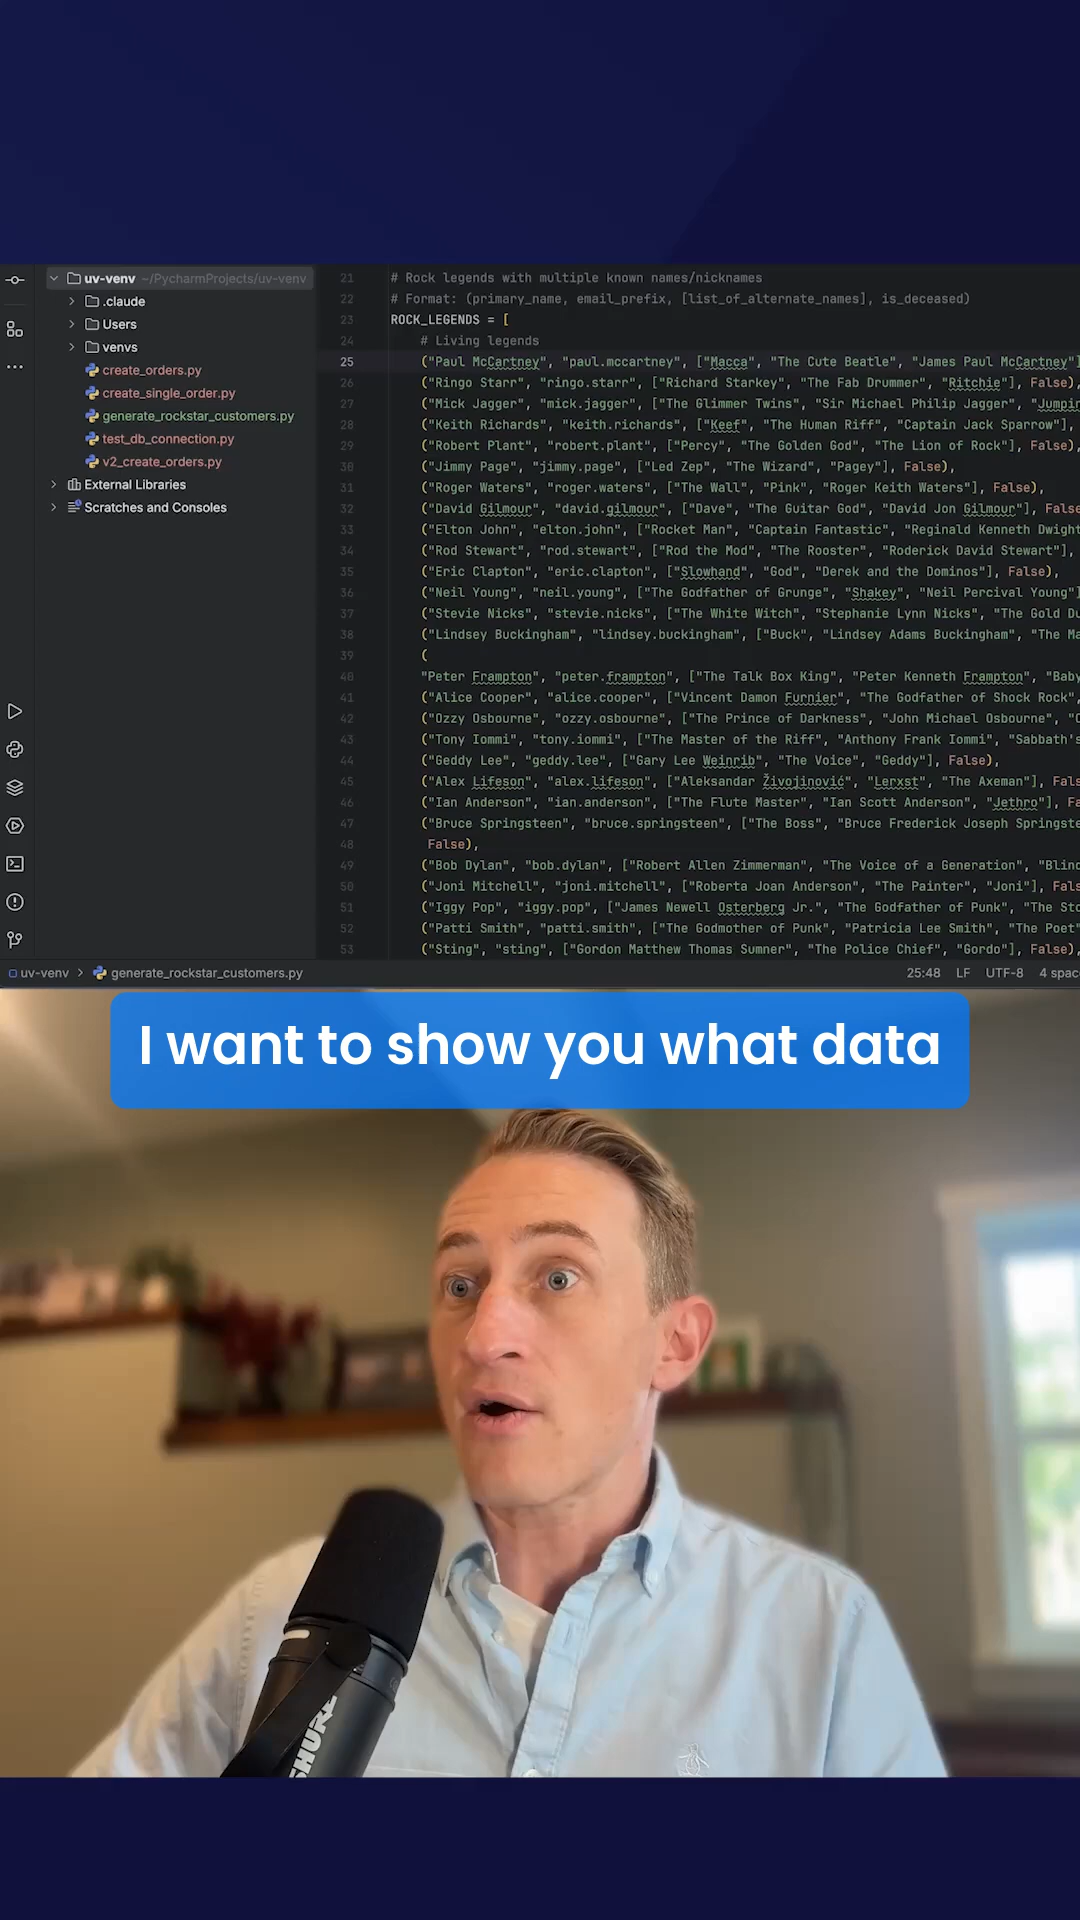 uv-venv ~/PycharmProjects/uv-venv
.claude
Users
venvs
create_orders.py
create_single_order.py
generate_rockstar_customers.py
test_db_connection.py
v2_create_orders.py
External Libraries
Scratches and Consoles
21 # Rock legends with multiple known names/nicknames
22 # Format: (primary_name, email_prefix, [list_of_alternate_names], is_deceased)
23 ROCK_LEGENDS = [
24 # Living legends
25 ("Paul McCartney", "paul.mccartney", ["Macca", "The Cute Beatle", "James Paul McCartney"]
26 ("Ringo Starr", "ringo.starr", ["Richard Starkey", "The Fab Drummer", "Ritchie"], False),
27 ("Mick Jagger", "mick.jagger", ["The Glimmer Twins", "Sir Michael Philip Jagger", "Jumpin
28 ("Keith Richards", "keith.richards", ["Keef", "The Human Riff", "Captain Jack Sparrow"],
29 ("Robert Plant", "robert.plant", ["Percy", "The Golden God", "The Lion of Rock"], False),
30 ("Jimmy Page", "jimmy.page", ["Led Zep", "The Wizard", "Pagey"], False),
31 ("Roger Waters", "roger.waters", ["The Wall", "Pink", "Roger Keith Waters"], False),
32 ("David Gilmour", "david.gilmour", ["Dave", "The Guitar God", "David Jon Gilmour"], False
33 ("Elton John", "elton.john", ["Rocket Man", "Captain Fantastic", "Reginald Kenneth Dwight
34 ("Rod Stewart", "rod.stewart", ["Rod the Mod", "The Rooster", "Roderick David Stewart"],
35 ("Eric Clapton", "eric.clapton", ["Slowhand", "God", "Derek and the Dominos"], False),
36 ("Neil Young", "neil.young", ["The Godfather of Grunge", "Shakey", "Neil Percival Young"]
37 ("Stevie Nicks", "stevie.nicks", ["The White Witch", "Stephanie Lynn Nicks", "The Gold Du
38 ("Lindsey Buckingham", "lindsey.buckingham", ["Buck", "Lindsey Adams Buckingham", "The Ma
39 (
40 "Peter Frampton", "peter.frampton", ["The Talk Box King", "Peter Kenneth Frampton", "Baby
41 ("Alice Cooper", "alice.cooper", ["Vincent Damon Furnier", "The Godfather of Shock Rock",
42 ("Ozzy Osbourne", "ozzy.osbourne", ["The Prince of Darkness", "John Michael Osbourne", "
43 ("Tony Iommi", "tony.iommi", ["The Master of the Riff", "Anthony Frank Iommi", "Sabbath's
44 ("Geddy Lee", "geddy.lee", ["Gary Lee Weinrib", "The Voice", "Geddy"], False),
45 ("Alex Lifeson", "alex.lifeson", ["Aleksandar Živojinović", "Lerxst", "The Axeman"], Fals
46 ("Ian Anderson", "ian.anderson", ["The Flute Master", "Ian Scott Anderson", "Jethro"], Fa
47 ("Bruce Springsteen", "bruce.springsteen", ["The Boss", "Bruce Frederick Joseph Springste
48 False),
49 ("Bob Dylan", "bob.dylan", ["Robert Allen Zimmerman", "The Voice of a Generation", "Blin
50 ("Joni Mitchell", "joni.mitchell", ["Roberta Joan Anderson", "The Painter", "Joni"], Fals
51 ("Iggy Pop", "iggy.pop", ["James Newell Osterberg Jr.", "The Godfather of Punk", "The Sto
52 ("Patti Smith", "patti.smith", ["The Godmother of Punk", "Patricia Lee Smith", "The Poet"
53 ("Sting", "sting", ["Gordon Matthew Thomas Sumner", "The Police Chief", "Gordo"], False),
uv-venv > generate_rockstar_customers.py 25:48 LF UTF-8 4 spac
I want to show you what data
SHURE